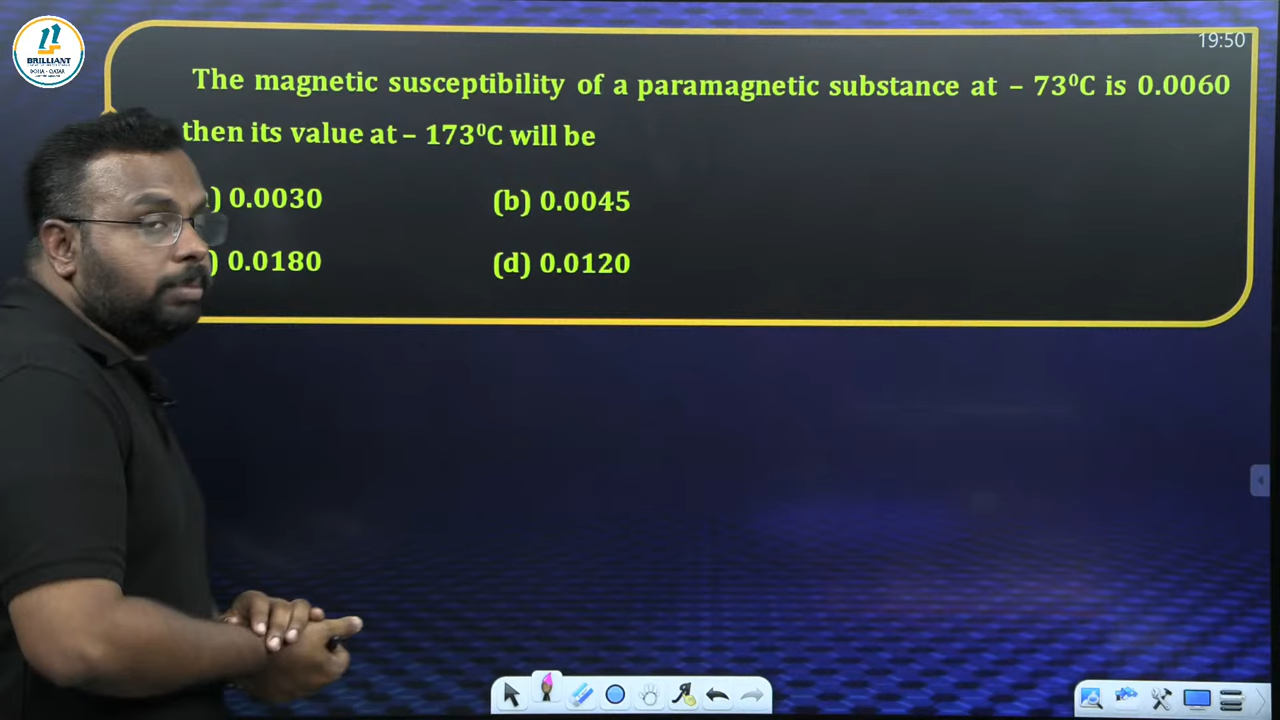 BRILLIANT
DOHA - QATAR
19:50
The magnetic susceptibility of a paramagnetic substance at – 73⁰C is 0.0060
then its value at – 173⁰C will be
) 0.0030 (b) 0.0045
) 0.0180 (d) 0.0120